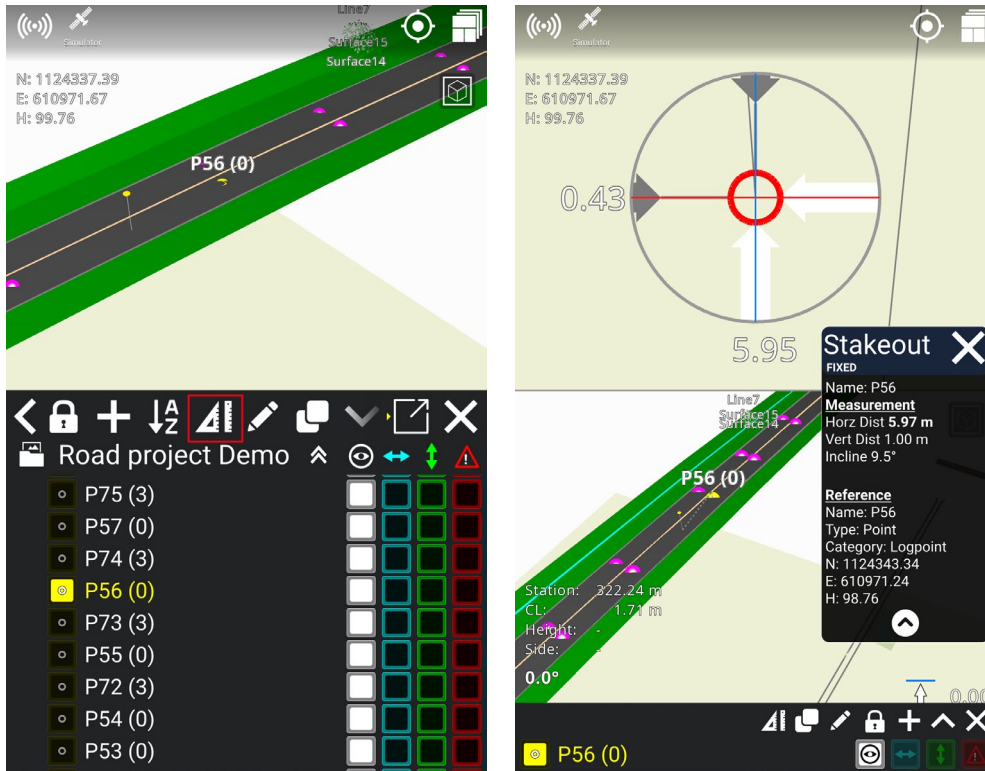 Line7
Simulator
Surface15
Surface14
N: 1124337.39
E: 610971.67
H: 99.76
P56 (0)
Road project Demo
P75 (3)
P57 (0)
P74 (3)
P56 (0)
P73 (3)
P55 (0)
P72 (3)
P54 (0)
P53 (0)
Simulator
N: 1124337.39
E: 610971.67
H: 99.76
0.43
5.95
Stakeout
FIXED
Name: P56
Measurement
Horz Dist 5.97 m
Vert Dist 1.00 m
Incline 9.5°
Reference
Name: P56
Type: Point
Category: Logpoint
N: 1124343.34
E: 610971.24
H: 98.76
Line7
Surface15
Surface14
P56 (0)
Station: 322.24 m
CL: 1.71 m
Height: -
Side: -
0.0°
0.00
P56 (0)